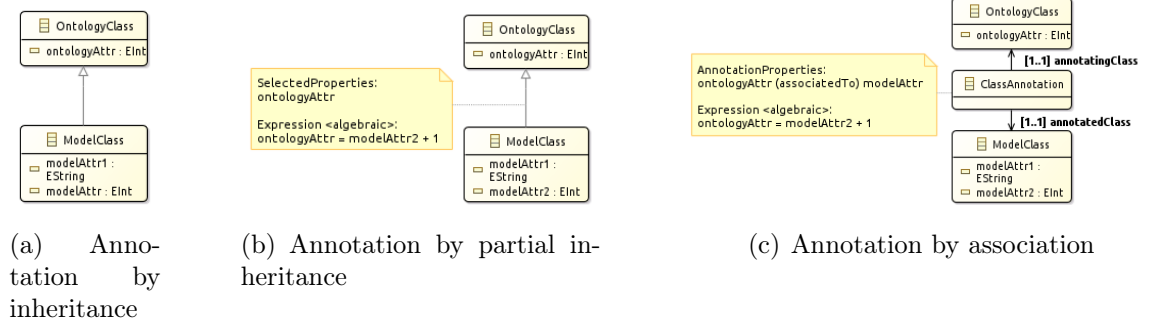 OntologyClass
ontologyAttr : EInt
ModelClass
modelAttr1 :
EString
modelAttr : EInt
(a) Anno-
tation by
inheritance
OntologyClass
ontologyAttr : EInt
SelectedProperties:
ontologyAttr
Expression <algebraic>:
ontologyAttr = modelAttr2 + 1
ModelClass
modelAttr1 :
EString
modelAttr2 : EInt
(b) Annotation by partial in-
heritance
OntologyClass
ontologyAttr : EInt
[1..1] annotatingClass
AnnotationProperties:
ontologyAttr (associatedTo) modelAttr
Expression <algebraic>:
ontologyAttr = modelAttr2 + 1
ClassAnnotation
[1..1] annotatedClass
ModelClass
modelAttr1 :
EString
modelAttr2 : EInt
(c) Annotation by association